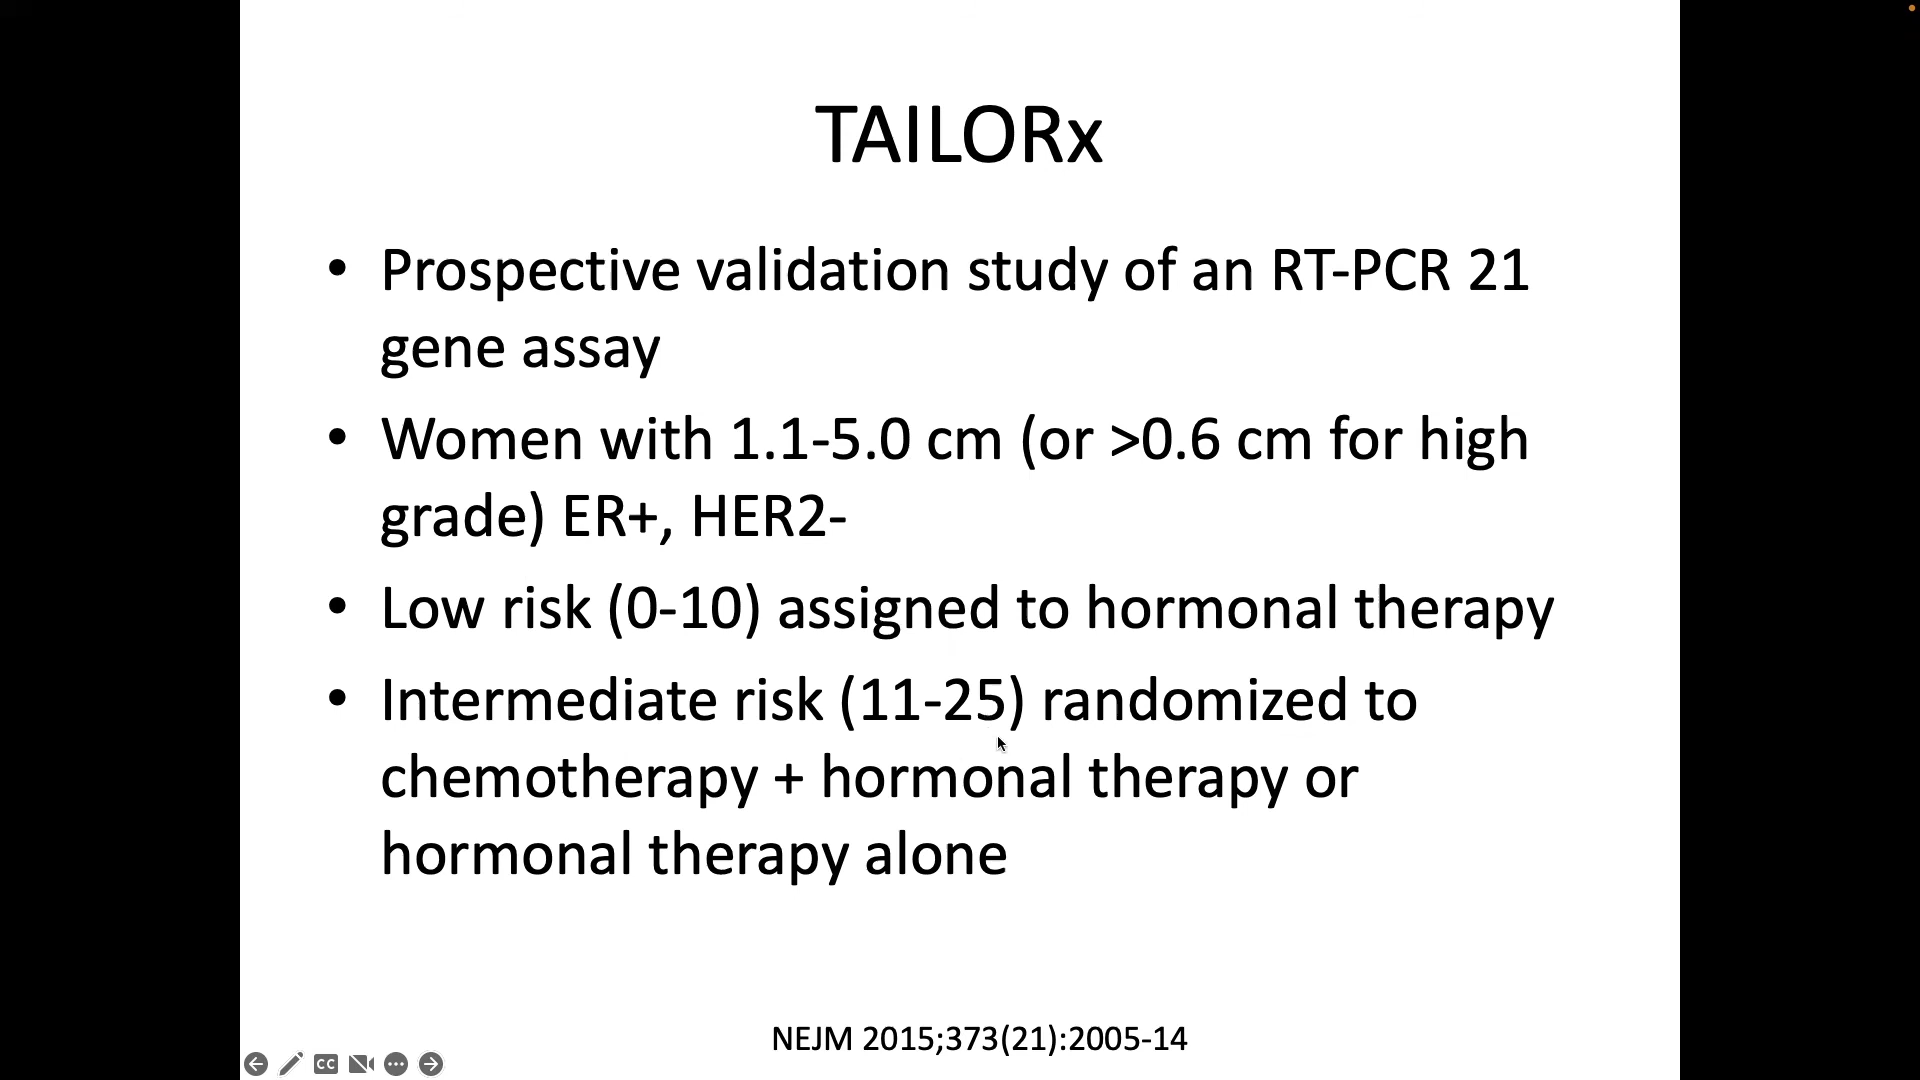 TAILORx
• Prospective validation study of an RT-PCR 21
gene assay
• Women with 1.1-5.0 cm (or >0.6 cm for high
grade) ER+, HER2-
• Low risk (0-10) assigned to hormonal therapy
• Intermediate risk (11-25) randomized to
chemotherapy + hormonal therapy or
hormonal therapy alone
NEJM 2015;373(21):2005-14
CC